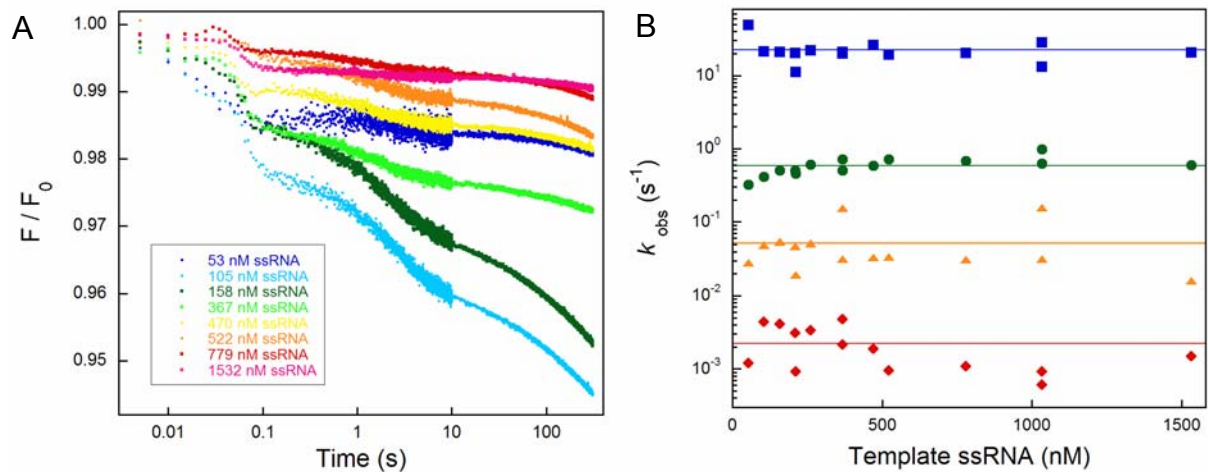 A
F / F0
1.00
0.99
0.98
0.97
0.96
0.95
53 nM ssRNA
105 nM ssRNA
158 nM ssRNA
367 nM ssRNA
470 nM ssRNA
522 nM ssRNA
779 nM ssRNA
1532 nM ssRNA
0.01 0.1 1 10 100
Time (s)
B
k obs (s⁻¹)
10¹
10⁰
10⁻¹
10⁻²
10⁻³
0 500 1000 1500
Template ssRNA (nM)